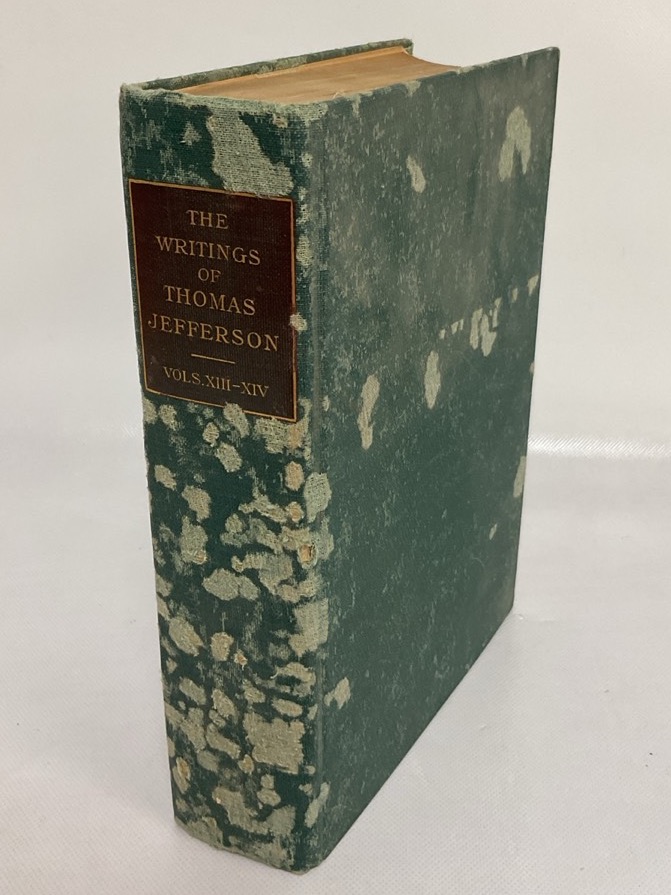 THE
WRITINGS
OF
THOMAS
JEFFERSON
VOLS. XIII-XIV